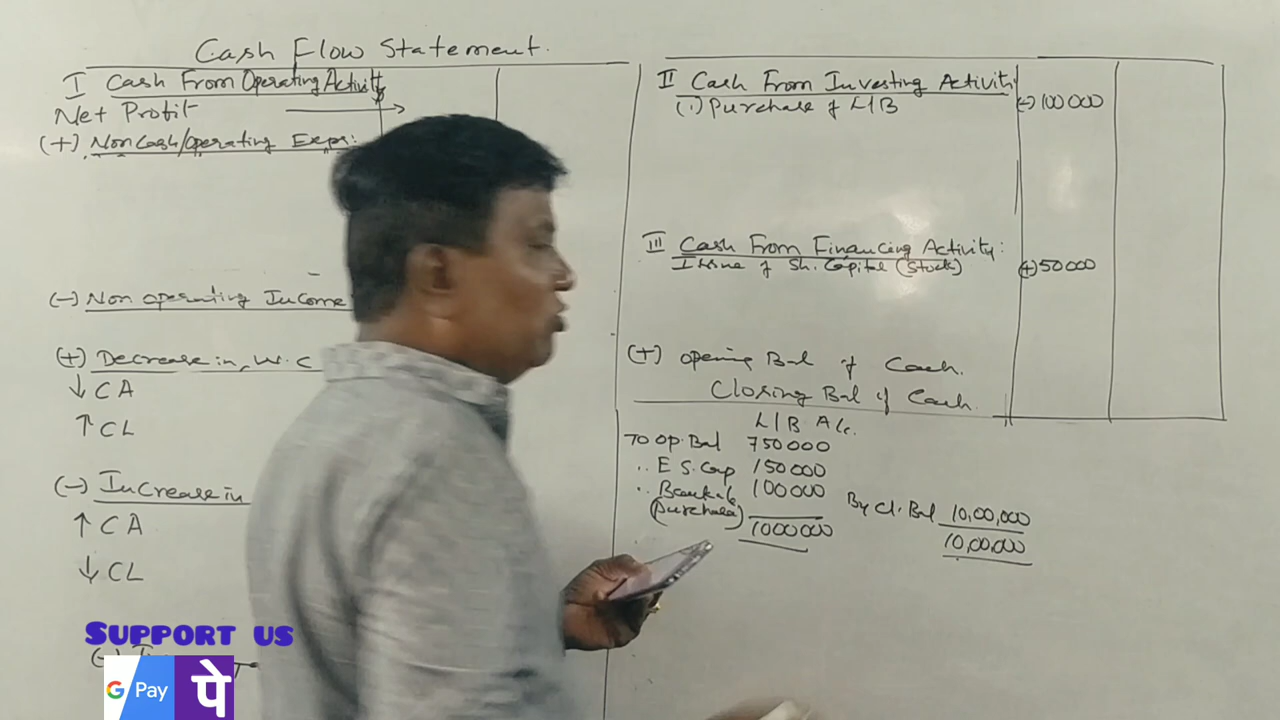 Cash Flow Statement.
I Cash From Operating Activity
Net Profit
(+) NonCash/operating Exps:
(-) Non operating Income
(+) Decrease in W.C
↓ CA
↑ CL
(-) Increase in
↑ CA
↓ CL
(-)
II Cash From Investing Activity
(i) Purchase of L/B (-) 100000
III Cash From Financing Activity:
Issue of Sh. Capital (Stock) (+) 50000
(+) opening Bal of Cash.
Closing Bal of Cash.
L/B A/c.
To Op. Bal 750000
.. E S. Cap 150000
.. Bank A/c 100000
(Purchase) 1000000
By Cl. Bal 10,00,000
10,00,000
SUPPORT US
G Pay पे